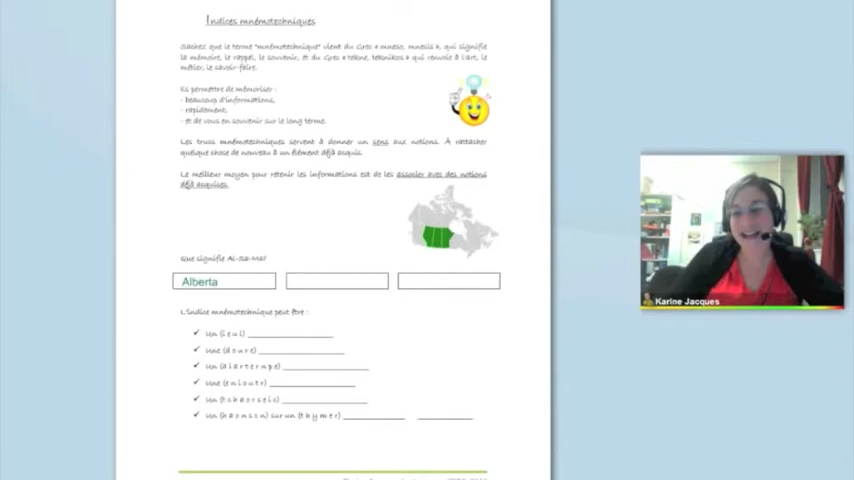 Indices mnémotechniques
Sachez que le terme "mnémotechnique" vient du Grec « mneso, mnesis », qui signifie
la mémoire, le rappel, le souvenir, et du Grec « tekne, teknikos » qui renvoie à l'art, le
métier, le savoir-faire.
permettre de mémoriser :
- beaucoup d'informations,
- rapidement,
- et de vous en souvenir sur le long terme.
Les trucs mnémotechniques servent à donner un sens aux notions. À rattacher
quelque chose de nouveau à un élément déjà acquis.
Le meilleur moyen pour retenir les informations est de les associer avec des notions
déjà acquises.
Que signifie Al-Sa-Ma?
Alberta
L'indice mnémotechnique peut être :
✓ Un (i e u l)
✓ Une (d o u r e)
✓ Un
✓ Une
✓ Un
✓ Un sur un (t h y m e r)
Karine Jacques